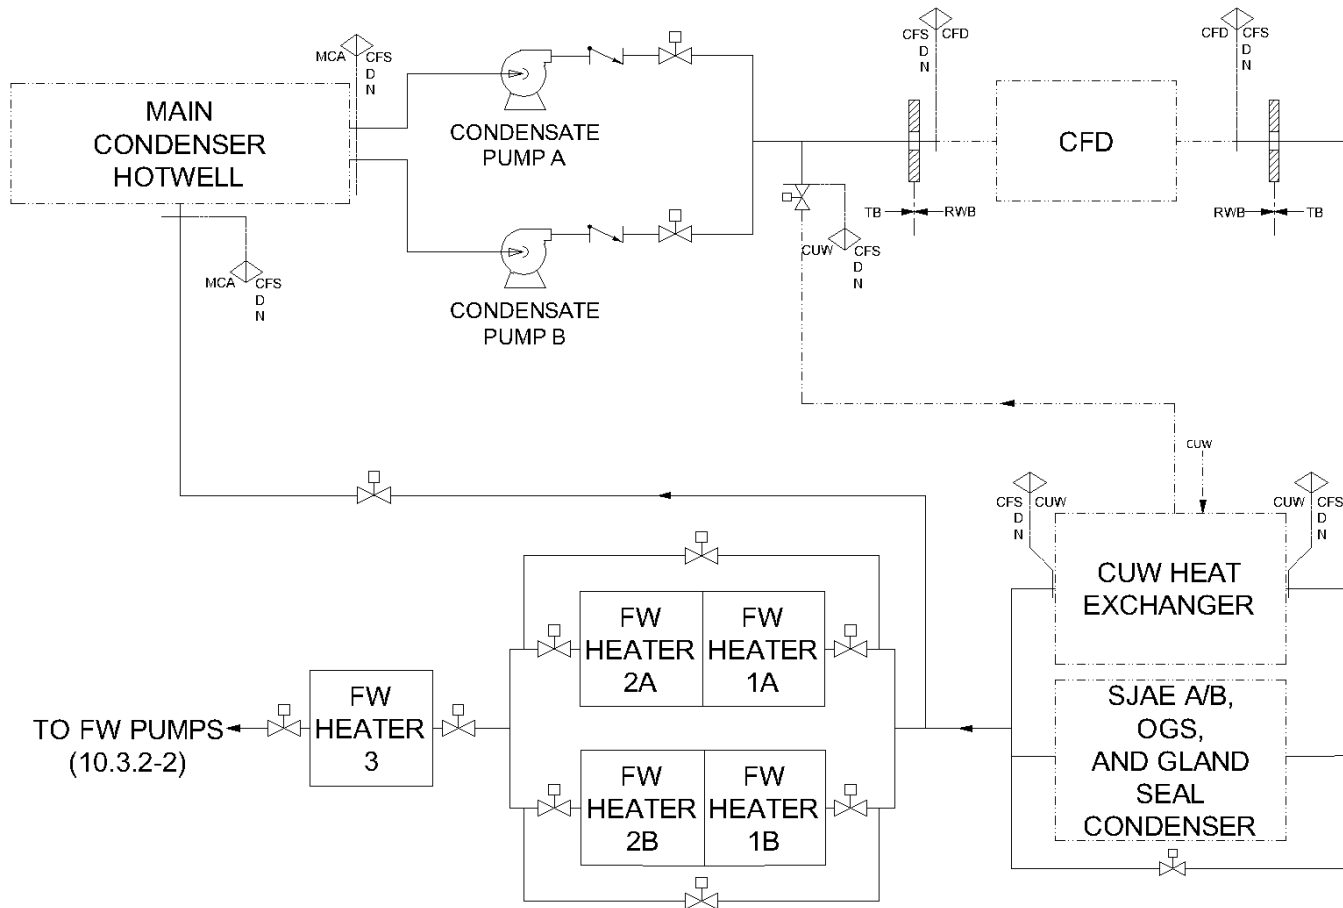 MAIN
CONDENSER
HOTWELL
MCA CFS
D
N
MCA CFS
D
N
CONDENSATE
PUMP A
CONDENSATE
PUMP B
CUW CFS
D
N
CFS CFD
D
N
TB RWB
CFD
CFD CFS
D
N
RWB TB
CUW
CFS CUW
D
N
CUW CFS
D
N
CUW HEAT
EXCHANGER
SJAE A/B,
OGS,
AND GLAND
SEAL
CONDENSER
FW
HEATER
2A
FW
HEATER
1A
FW
HEATER
2B
FW
HEATER
1B
FW
HEATER
3
TO FW PUMPS
(10.3.2-2)